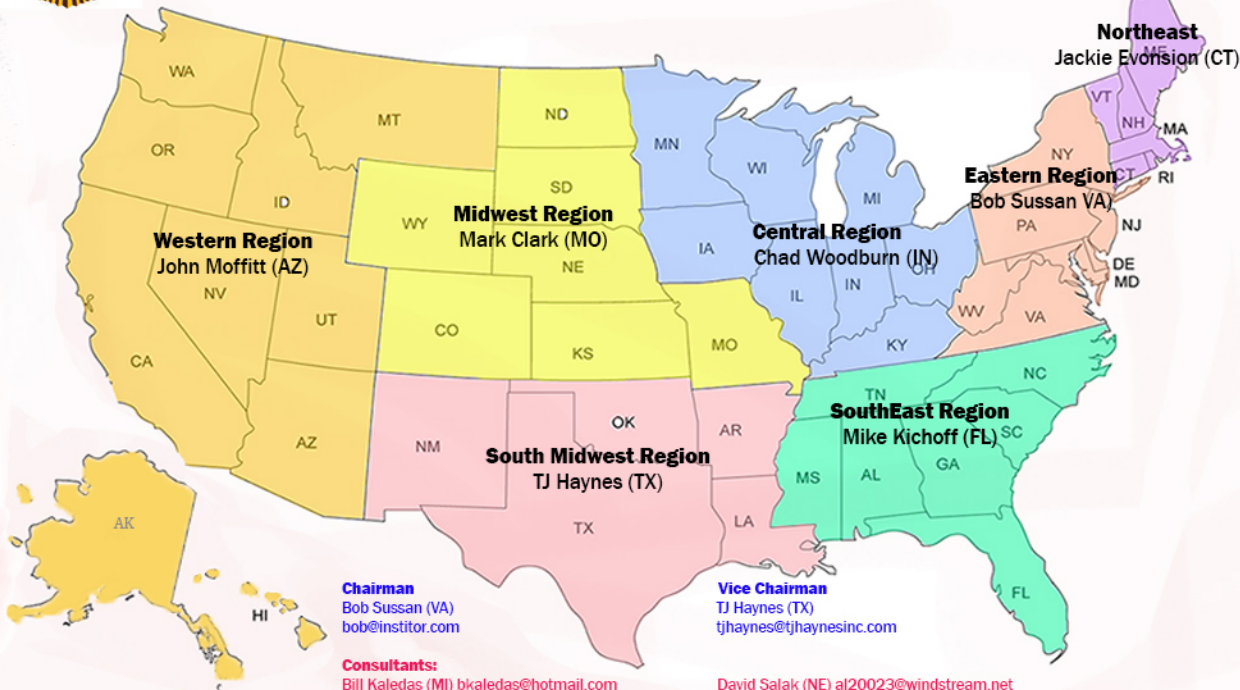 Northeast
ME
Jackie Evonsion (CT)
WA
MT
ND
MN
VT
NH
MA
OR
WI
NY
ID
SD
MI
Eastern Region
CT
RI
Bob Sussan VA)
WY
Midwest Region
Mark Clark (MO)
PA
NJ
Western Region
John Moffitt (AZ)
IA
Central Region
Chad Woodburn (IN)
OH
DE
MD
NV
NE
IL
IN
WV
VA
UT
CO
KS
MO
KY
CA
NC
TN
AZ
NM
OK
AR
SouthEast Region
Mike Kichoff (FL)
SC
South Midwest Region
TJ Haynes (TX)
MS
AL
GA
AK
TX
LA
FL
HI
Chairman
Bob Sussan (VA)
bob@institor.com
Vice Chairman
TJ Haynes (TX)
tjhaynes@tjhaynesinc.com
Consultants:
Bill Kaledas (MI) bkaledas@hotmail.com
David Salak (NE) al20023@windstream.net